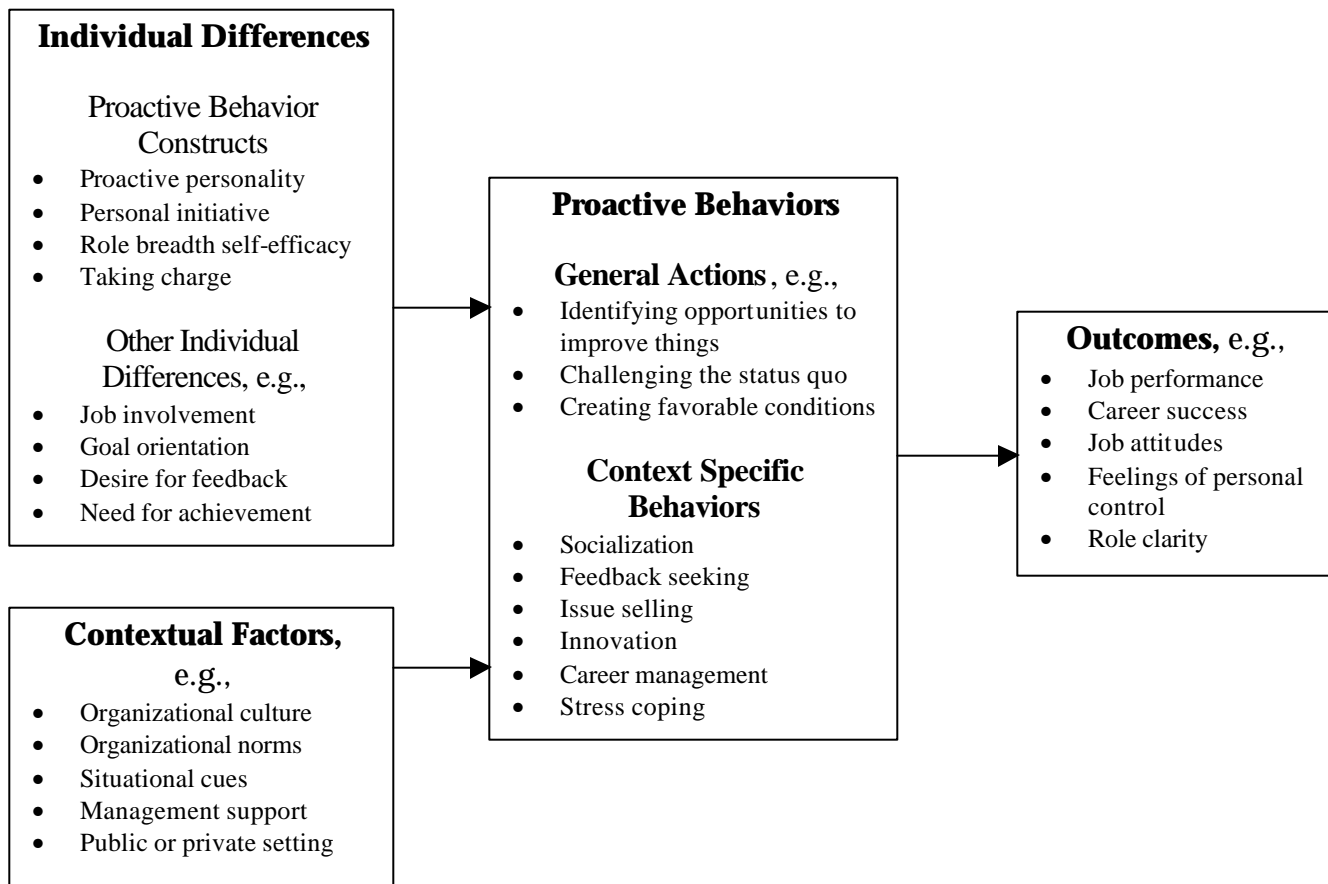 Individual Differences
Proactive Behavior
Constructs
• Proactive personality
• Personal initiative
• Role breadth self-efficacy
• Taking charge
Other Individual
Differences, e.g.,
• Job involvement
• Goal orientation
• Desire for feedback
• Need for achievement
Contextual Factors,
e.g.,
• Organizational culture
• Organizational norms
• Situational cues
• Management support
• Public or private setting
Proactive Behaviors
General Actions, e.g.,
• Identifying opportunities to
improve things
• Challenging the status quo
• Creating favorable conditions
Context Specific
Behaviors
• Socialization
• Feedback seeking
• Issue selling
• Innovation
• Career management
• Stress coping
Outcomes, e.g.,
• Job performance
• Career success
• Job attitudes
• Feelings of personal
control
• Role clarity